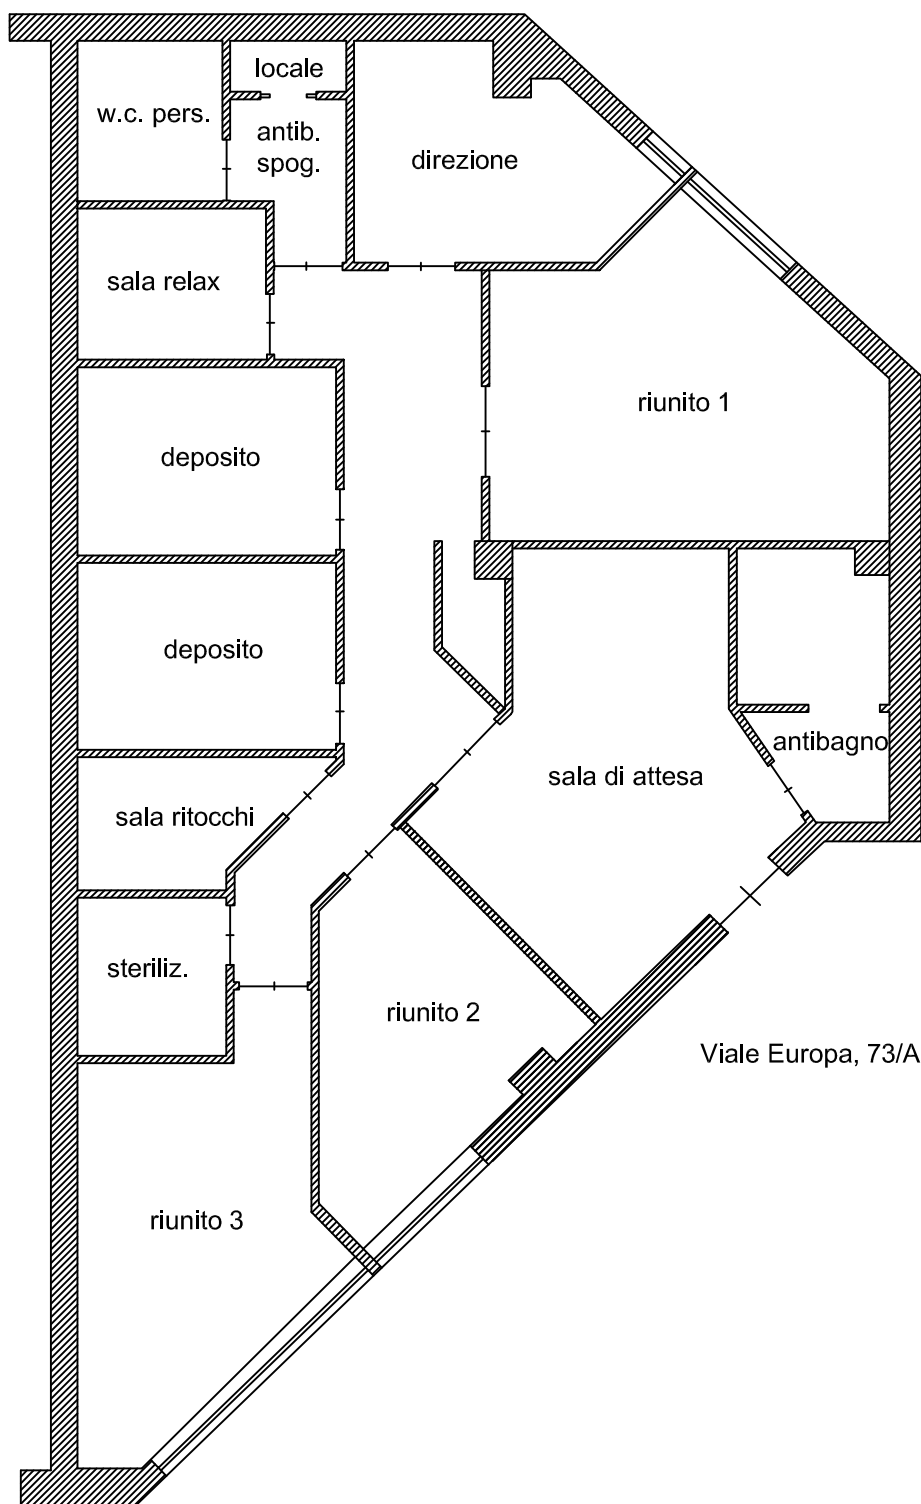 locale
w.c. pers.
antib.
spog.
direzione
sala relax
riunito 1
deposito
deposito
antibagno
sala di attesa
sala ritocchi
steriliz.
riunito 2
Viale Europa, 73/A
riunito 3